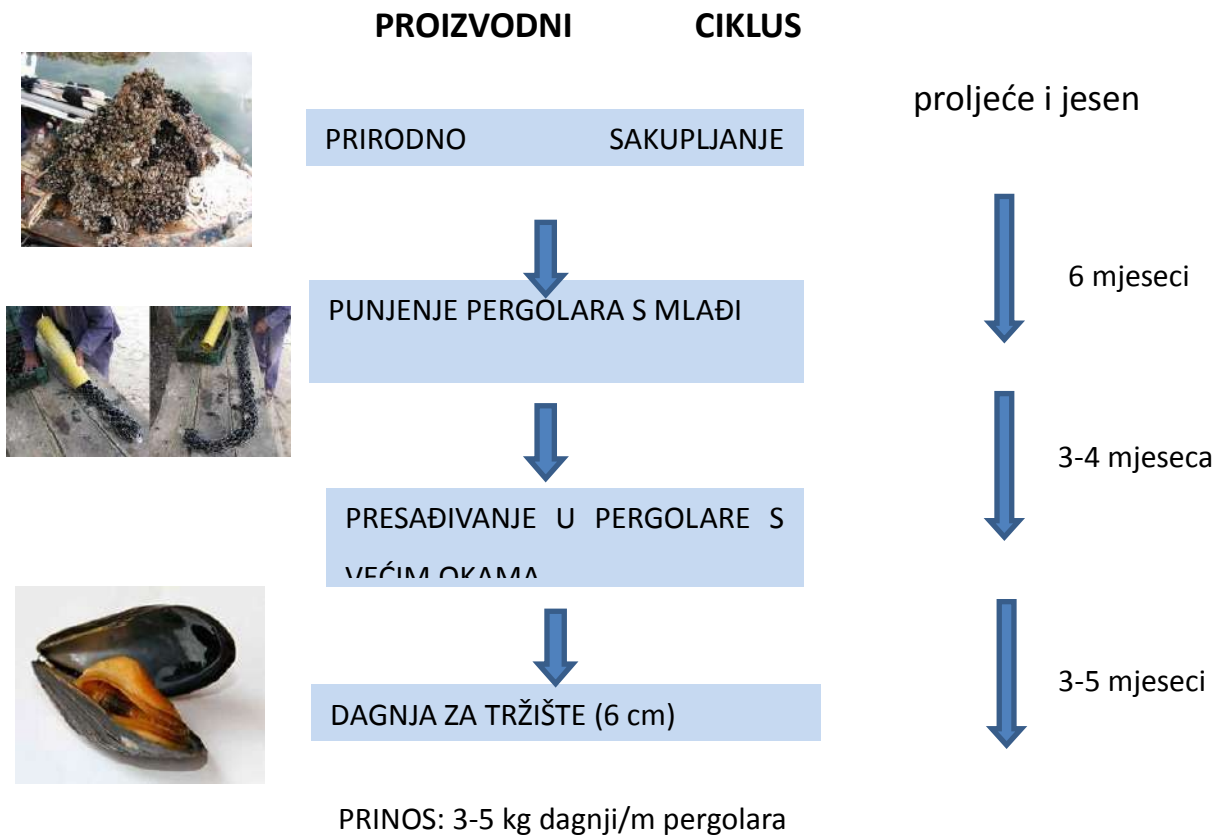 PROIZVODNI CIKLUS
proljeće i jesen
PRIRODNO SAKUPLJANJE
6 mjeseci
PUNJENJE PERGOLARA S MLAĐI
3-4 mjeseca
PRESAĐIVANJE U PERGOLARE S
VEĆIM OKAMA
3-5 mjeseci
DAGNJA ZA TRŽIŠTE (6 cm)
PRINOS: 3-5 kg dagnji/m pergolara